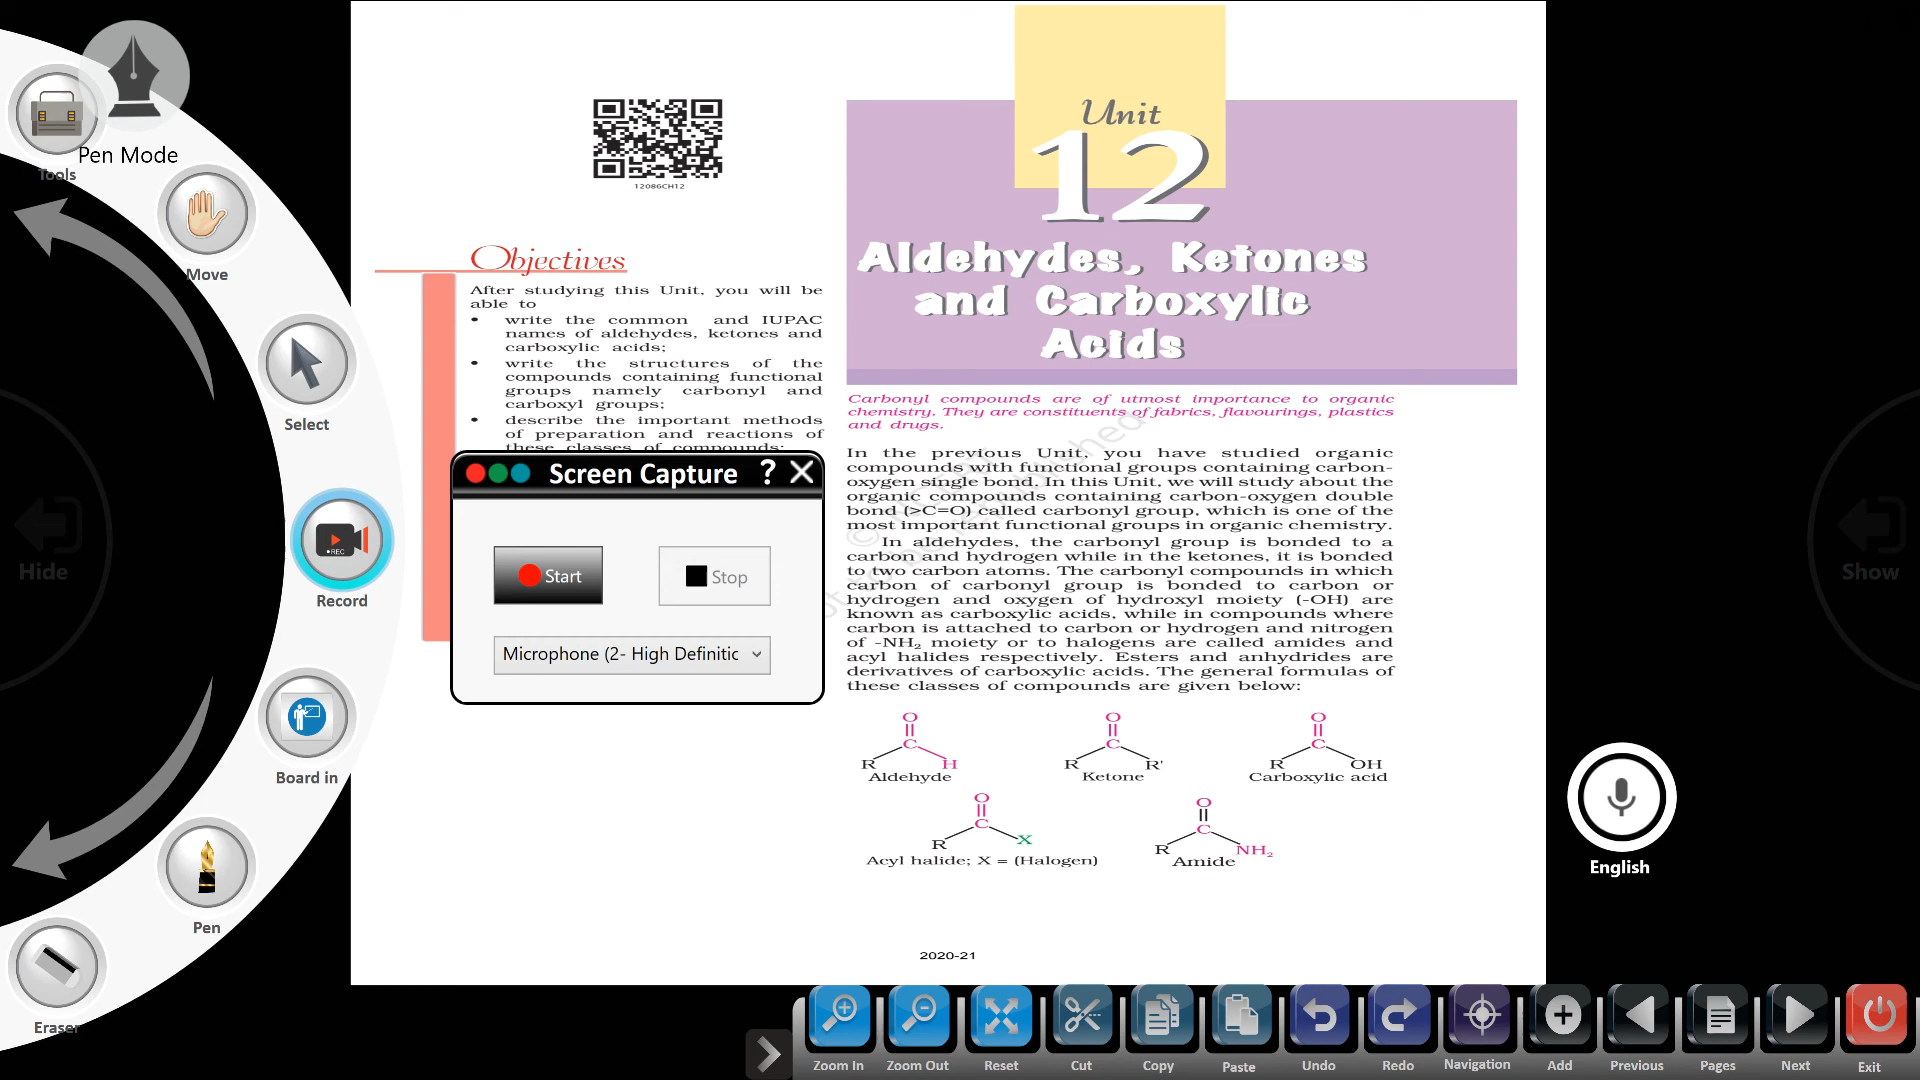 Pen Mode
Tools
Move
Select
Record
Board in
Pen
Eraser
Hide
12086CH12
Objectives
After studying this Unit, you will be
able to
• write the common and IUPAC
names of aldehydes, ketones and
carboxylic acids;
• write the structures of the
compounds containing functional
groups namely carbonyl and
carboxyl groups;
• describe the important methods
of preparation and reactions of
these classes of compounds;
Screen Capture ?
REC
Start
Stop
Microphone (2- High Definitic
Unit
12
Aldehydes, Ketones
and Carboxylic
Acids
Carbonyl compounds are of utmost importance to organic
chemistry. They are constituents of fabrics, flavourings, plastics
and drugs.
In the previous Unit, you have studied organic
compounds with functional groups containing carbon-
oxygen single bond. In this Unit, we will study about the
organic compounds containing carbon-oxygen double
bond (>C=O) called carbonyl group, which is one of the
most important functional groups in organic chemistry.
In aldehydes, the carbonyl group is bonded to a
carbon and hydrogen while in the ketones, it is bonded
to two carbon atoms. The carbonyl compounds in which
carbon of carbonyl group is bonded to carbon or
hydrogen and oxygen of hydroxyl moiety (-OH) are
known as carboxylic acids, while in compounds where
carbon is attached to carbon or hydrogen and nitrogen
of -NH₂ moiety or to halogens are called amides and
acyl halides respectively. Esters and anhydrides are
derivatives of carboxylic acids. The general formulas of
these classes of compounds are given below:
O O O
C C C
R H R R' R OH
Aldehyde Ketone Carboxylic acid
O O
C C
R X R NH₂
Acyl halide; X = (Halogen) Amide
2020-21
Show
English
Zoom In Zoom Out Reset Cut Copy Paste Undo Redo Navigation Add Previous Pages Next Exit